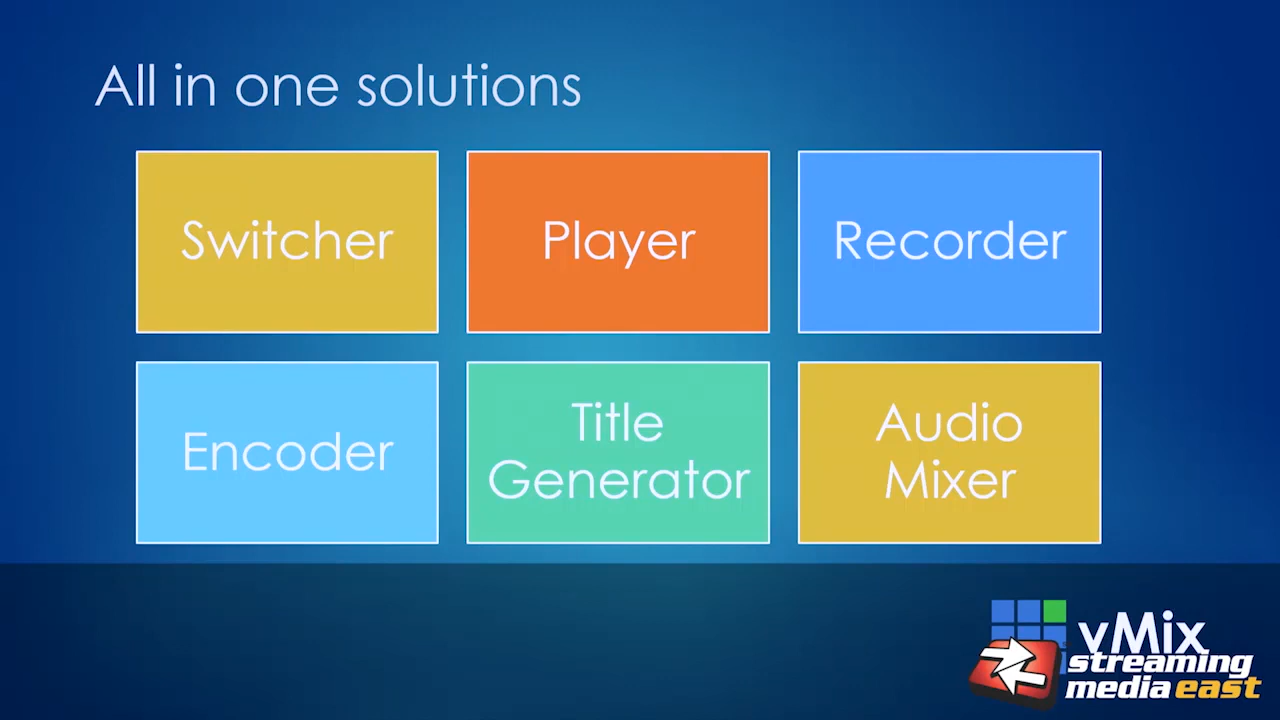 All in one solutions
Switcher
Player
Recorder
Encoder
Title
Generator
Audio
Mixer
vMix
streaming
media east